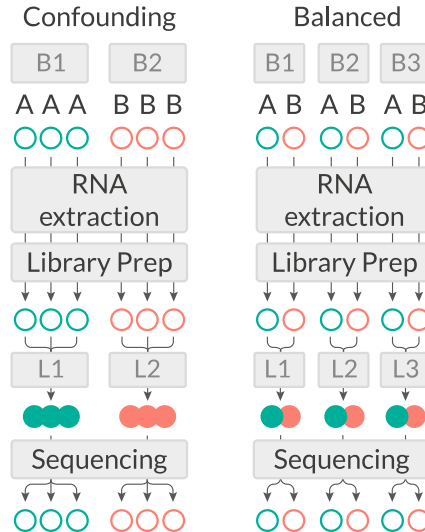 Confounding
B1 B2
A A A B B B
RNA
extraction
Library Prep
L1 L2
Sequencing
Balanced
B1 B2 B3
A B A B A B
RNA
extraction
Library Prep
L1 L2 L3
Sequencing